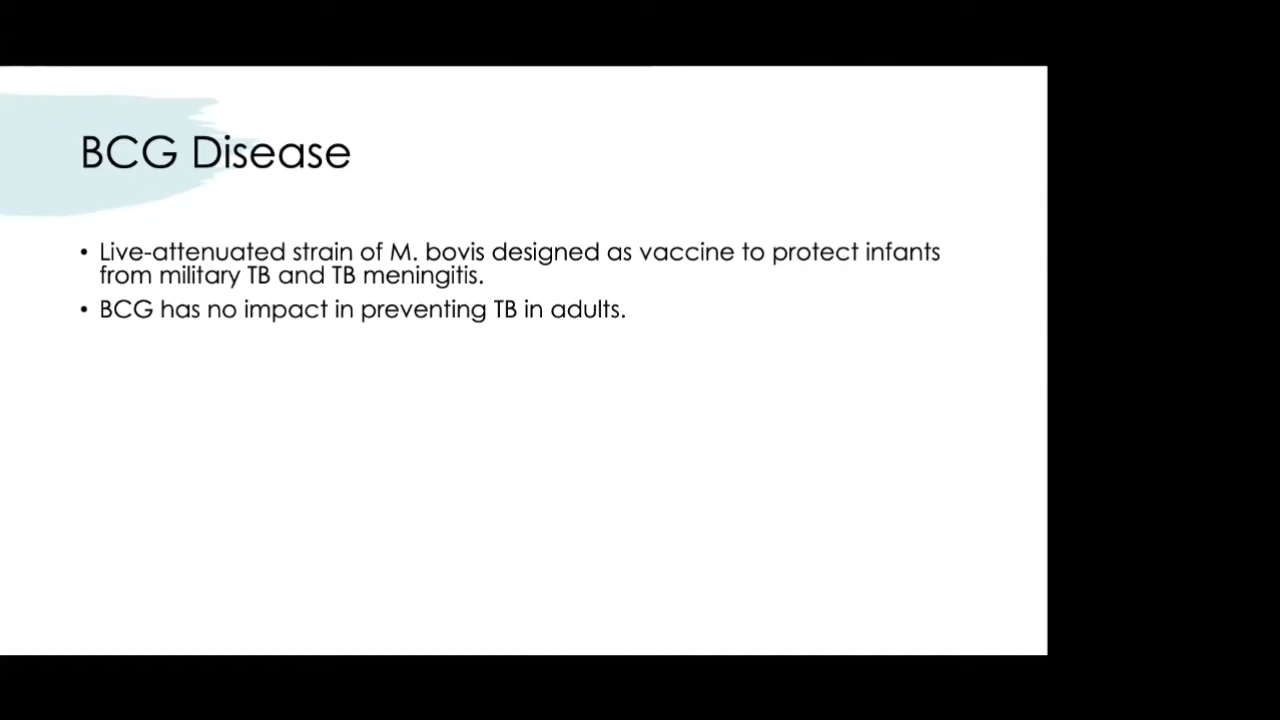 BCG Disease
• Live-attenuated strain of M. bovis designed as vaccine to protect infants
from military TB and TB meningitis.
• BCG has no impact in preventing TB in adults.